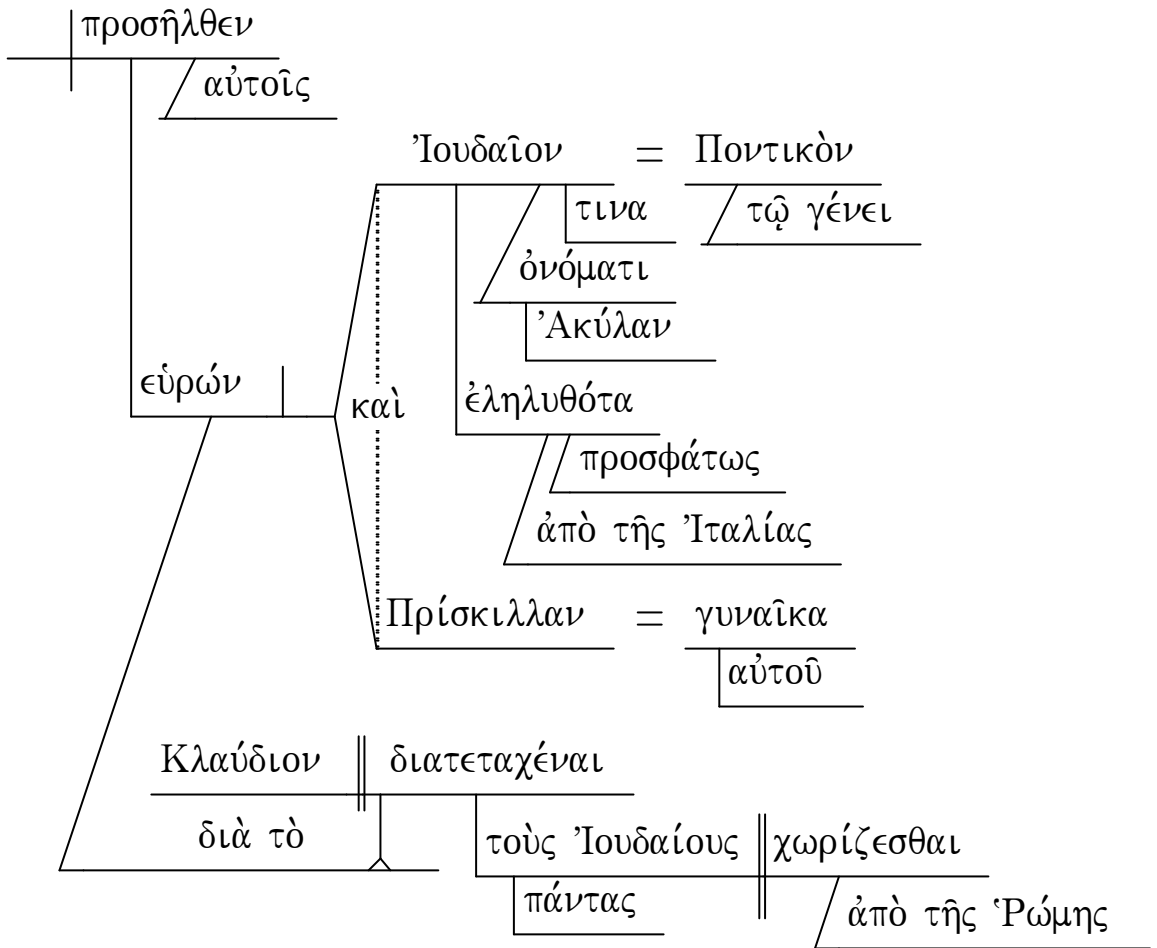 προσῆλθεν
αὐτοῖς
Ἰουδαῖον = Ποντικὸν
τινα
τῷ γένει
ὀνόματι
Ἀκύλαν
εὑρών
καὶ
ἐληλυθότα
προσφάτως
ἀπὸ τῆς Ἰταλίας
Πρίσκιλλαν = γυναῖκα
αὐτοῦ
Κλαύδιον διατεταχέναι
διὰ τὸ
τοὺς Ἰουδαίους χωρίζεσθαι
πάντας
ἀπὸ τῆς Ῥώμης